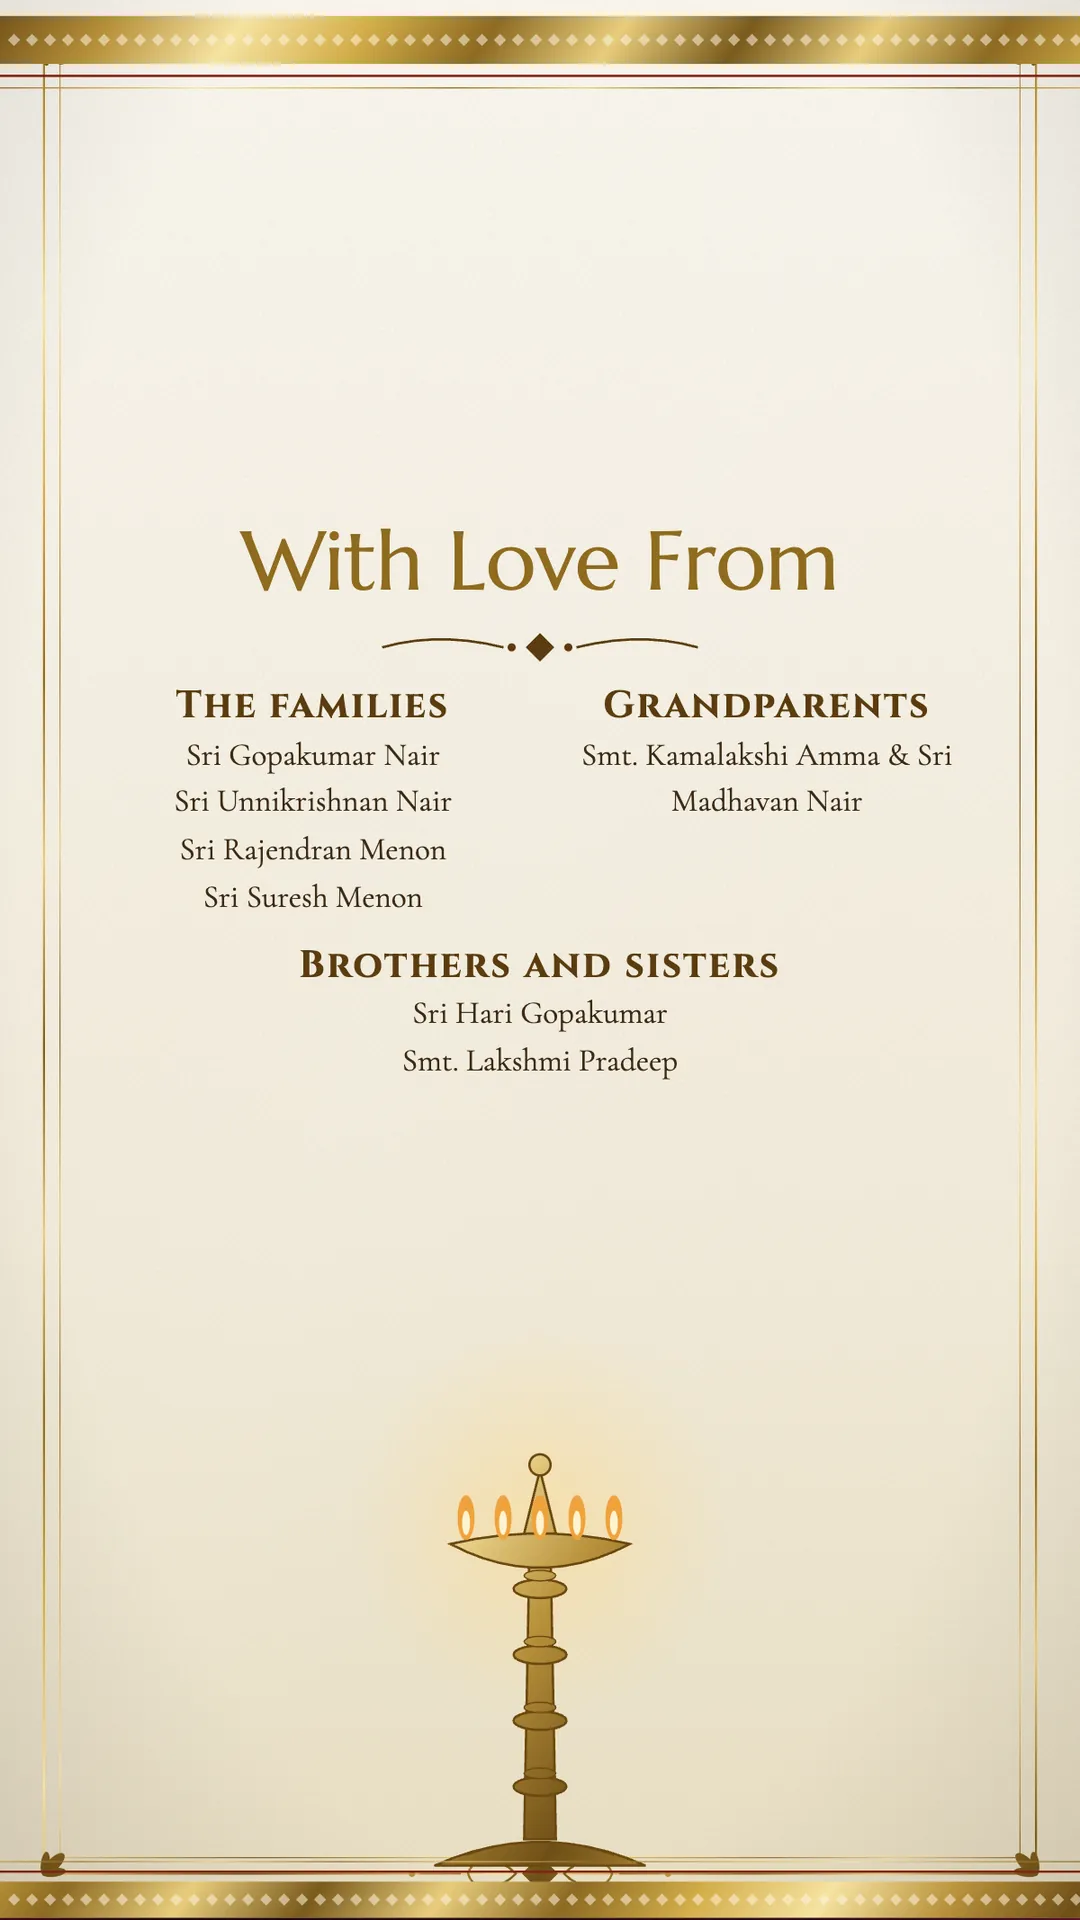 With Love From
The families
Sri Gopakumar Nair
Sri Unnikrishnan Nair
Sri Rajendran Menon
Sri Suresh Menon
Grandparents
Smt. Kamalakshi Amma & Sri
Madhavan Nair
Brothers and sisters
Sri Hari Gopakumar
Smt. Lakshmi Pradeep